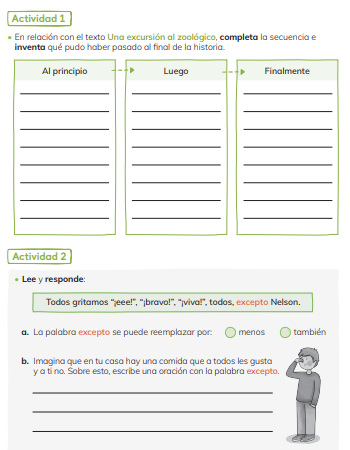 Actividad 1
• En relación con el texto Una excursión al zoológico, completa la secuencia e
inventa qué pudo haber pasado al final de la historia.
Al principio
Luego
Finalmente
Actividad 2
• Lee y responde:
Todos gritamos “¡eee!”, “¡bravo!”, “¡viva!”, todos, excepto Nelson.
a. La palabra excepto se puede reemplazar por: menos también
b. Imagina que en tu casa hay una comida que a todos les gusta
y a ti no. Sobre esto, escribe una oración con la palabra excepto.